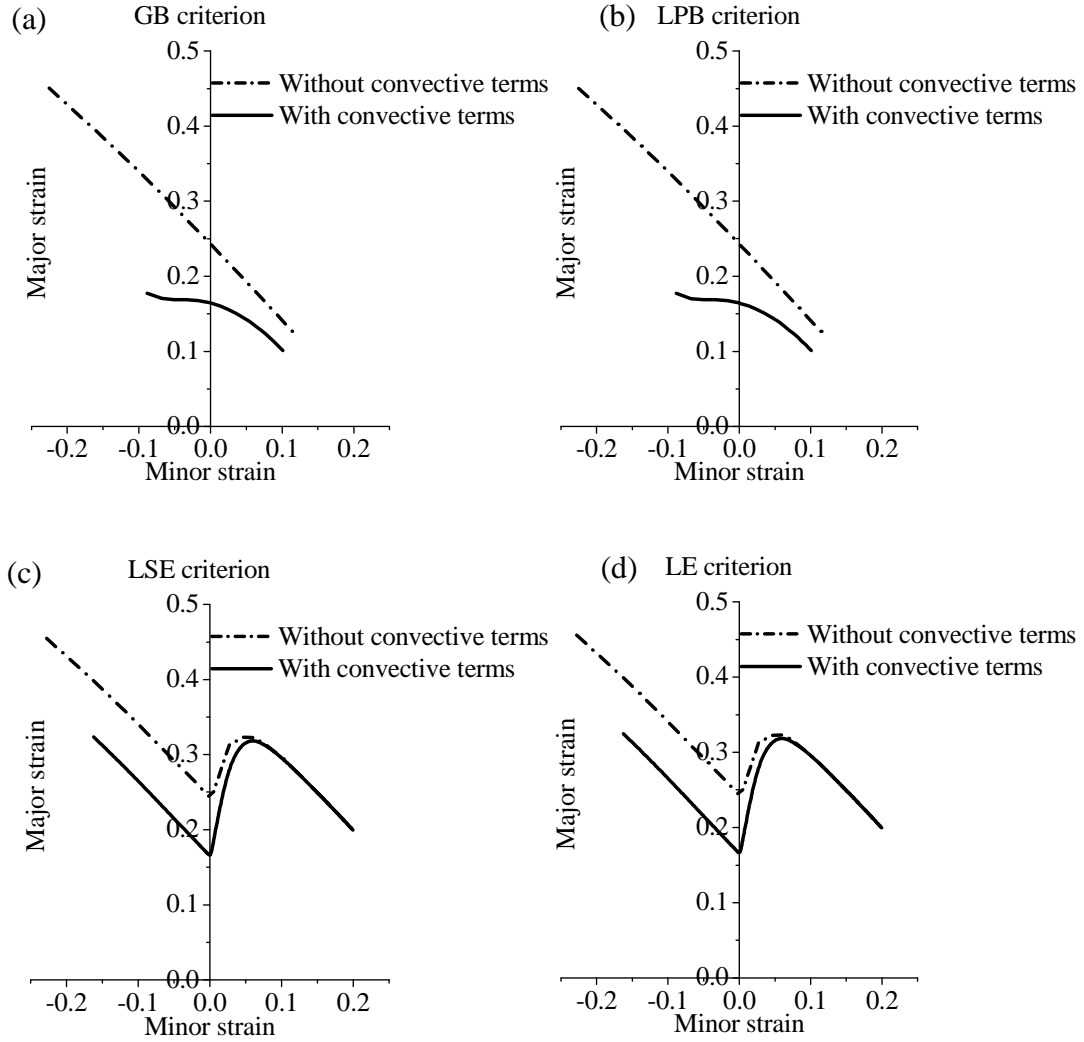 (a) GB criterion
0.5
Without convective terms
With convective terms
0.4
0.3
0.2
0.1
0.0
Major strain
-0.2 -0.1 0.0 0.1 0.2
Minor strain
(b) LPB criterion
0.5
Without convective terms
With convective terms
0.4
0.3
0.2
0.1
0.0
Major strain
-0.2 -0.1 0.0 0.1 0.2
Minor strain
(c) LSE criterion
0.5
Without convective terms
With convective terms
0.4
0.3
0.2
0.1
0.0
Major strain
-0.2 -0.1 0.0 0.1 0.2
Minor strain
(d) LE criterion
0.5
Without convective terms
With convective terms
0.4
0.3
0.2
0.1
0.0
Major strain
-0.2 -0.1 0.0 0.1 0.2
Minor strain